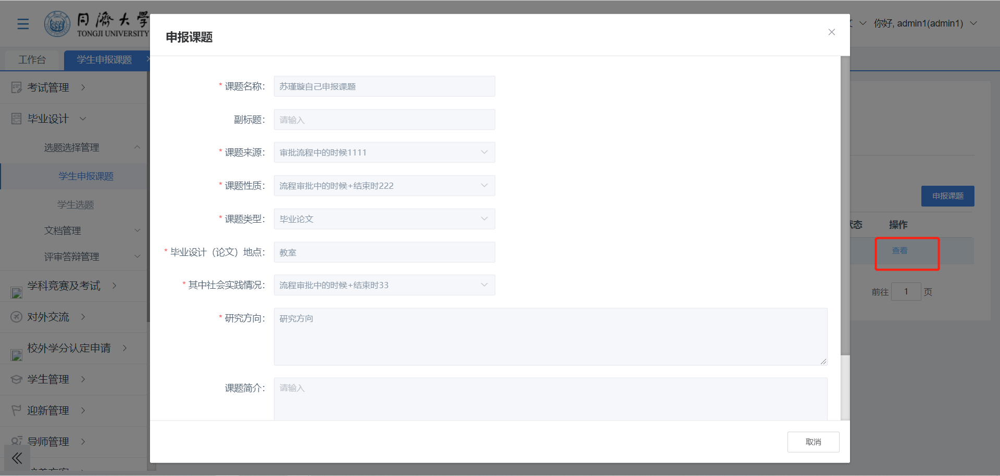 同濟大學
TONGJI UNIVERSITY
你好, admin1(admin1)
工作台
学生申报课题
考试管理
毕业设计
选题选择管理
学生申报课题
学生选题
文档管理
评审答辩管理
学科竞赛及考试
对外交流
校外学分认定申请
学生管理
迎新管理
导师管理
申报课题
* 课题名称： 苏瑾璇自己申报课题
副标题： 请输入
* 课题来源： 审批流程中的时候1111
* 课题性质： 流程审批中的时候+结束时222
* 课题类型： 毕业论文
* 毕业设计（论文）地点： 教室
* 其中社会实践情况： 流程审批中的时候+结束时33
* 研究方向： 研究方向
课题简介： 请输入
取消
申报课题
状态 操作
查看
前往 1 页